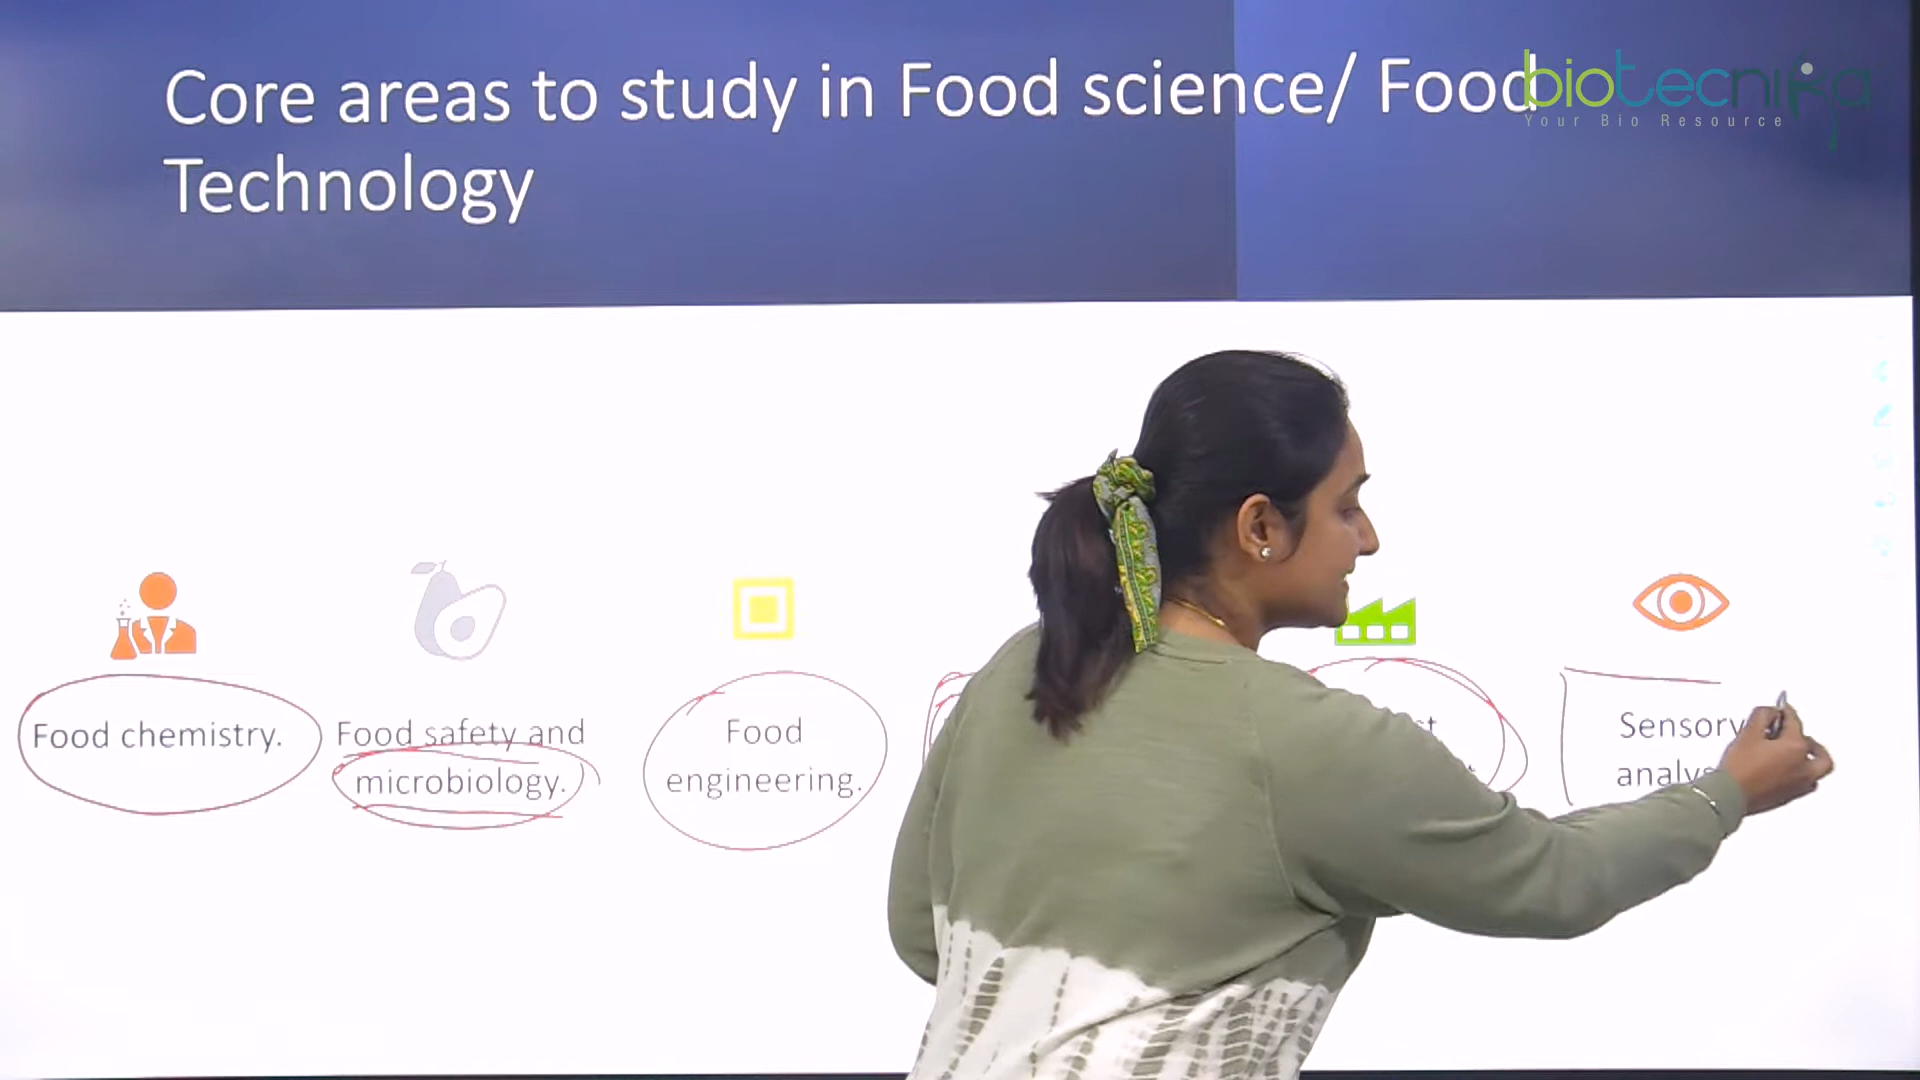 Core areas to study in Food science/ Food
Technology
biotecnika
Your Bio Resource
Food chemistry.
Food safety and
microbiology.
Food
engineering.
Sensory